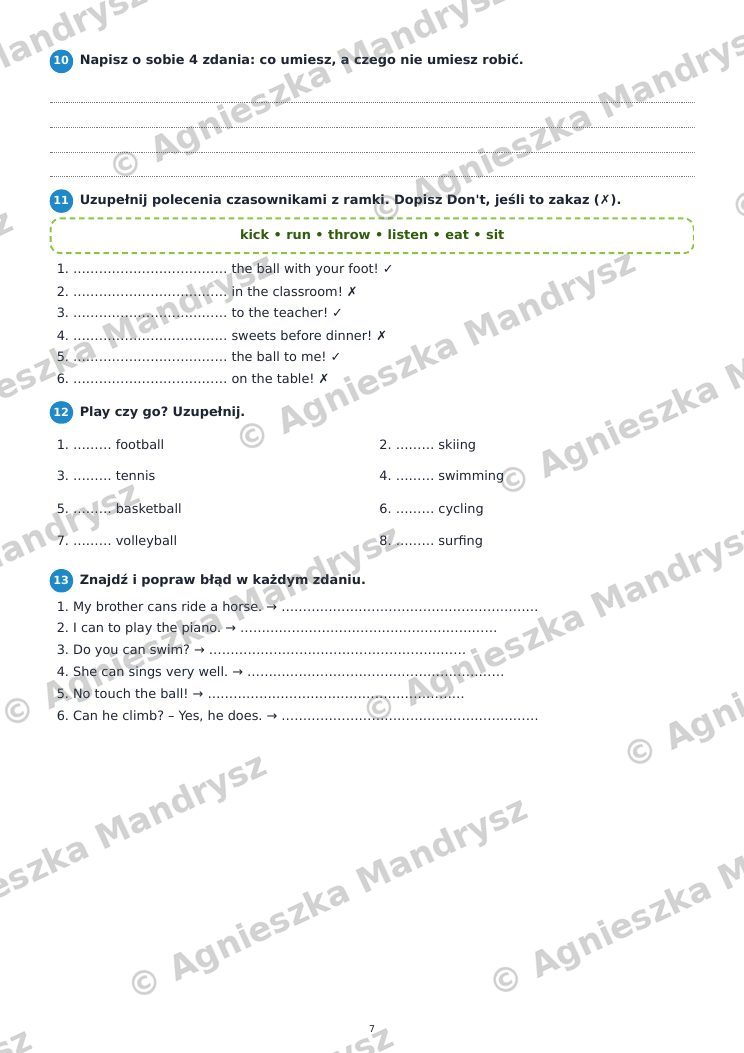 10 Napisz o sobie 4 zdania: co umiesz, a czego nie umiesz robić.
11 Uzupełnij polecenia czasownikami z ramki. Dopisz Don't, jeśli to zakaz (✗).
kick • run • throw • listen • eat • sit
1. .................................... the ball with your foot! ✓
2. .................................... in the classroom! ✗
3. .................................... to the teacher! ✓
4. .................................... sweets before dinner! ✗
5. .................................... the ball to me! ✓
6. .................................... on the table! ✗
12 Play czy go? Uzupełnij.
1. ......... football 2. ......... skiing
3. ......... tennis 4. ......... swimming
5. ......... basketball 6. ......... cycling
7. ......... volleyball 8. ......... surfing
13 Znajdź i popraw błąd w każdym zdaniu.
1. My brother cans ride a horse. → ............................................................
2. I can to play the piano. → ............................................................
3. Do you can swim? → ............................................................
4. She can sings very well. → ............................................................
5. No touch the ball! → ............................................................
6. Can he climb? – Yes, he does. → ............................................................
7
© Agnieszka Mandrysz